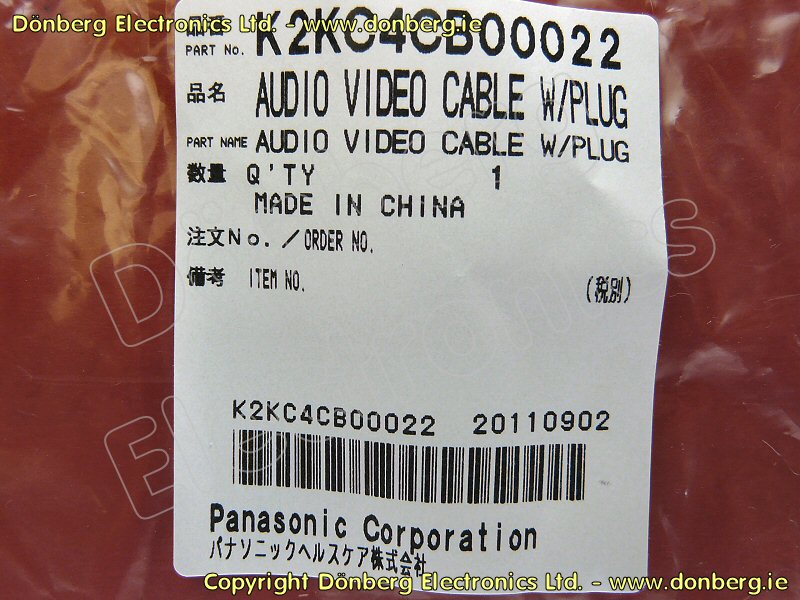 Dönberg Electronics Ltd. - www.donberg.ie
PART No. K2KC4CB00022
品名 AUDIO VIDEO CABLE W/PLUG
PART NAME AUDIO VIDEO CABLE W/PLUG
数量 Q'TY 1
MADE IN CHINA
注文No./ORDER NO.
備考 ITEM NO. (税別)
K2KC4CB00022 20110902
Panasonic Corporation
パナソニックヘルスケア株式会社
Dönberg Electronics
Copyright Dönberg Electronics Ltd. - www.donberg.ie